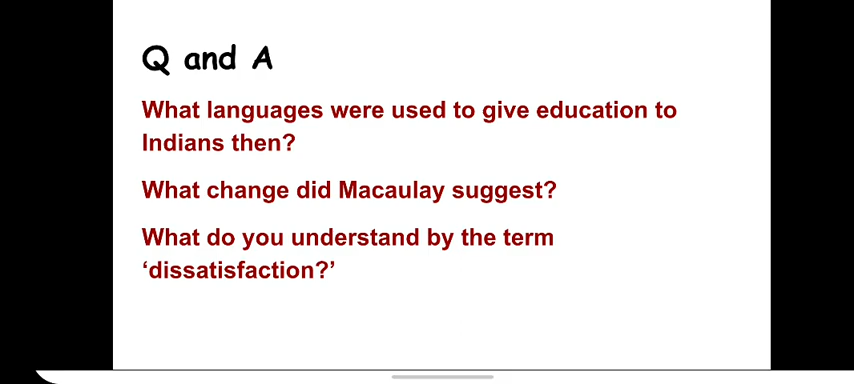 Q and A
What languages were used to give education to
Indians then?
What change did Macaulay suggest?
What do you understand by the term
‘dissatisfaction?’